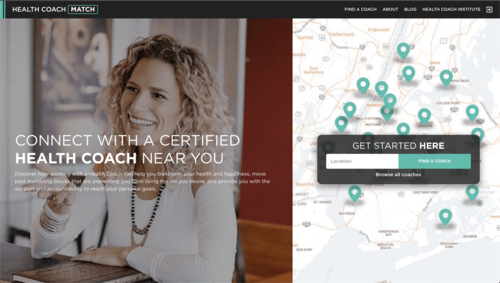 HEALTH COACH MATCH
FIND A COACH
ABOUT
BLOG
HEALTH COACH INSTITUTE
CONNECT WITH A CERTIFIED
HEALTH COACH NEAR YOU
Discover how working with a Health Coach can help you transform your health and happiness, move
past stumbling blocks that are preventing you from living the life you desire, and provide you with the
support and accountability to reach your personal goals.
GET STARTED HERE
Location
FIND A COACH
Browse all coaches